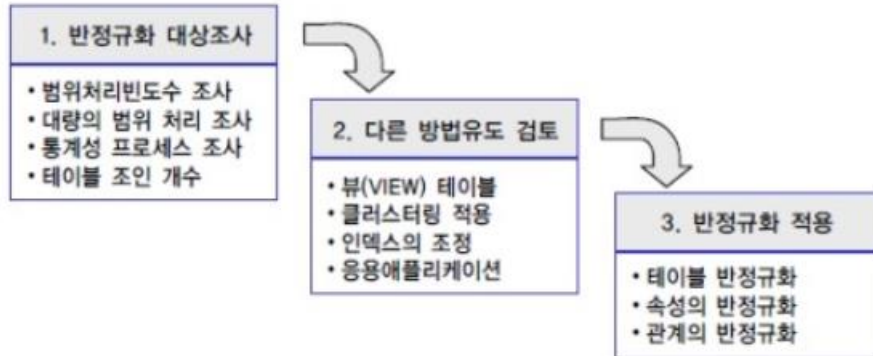 1. 반정규화 대상조사
• 범위처리빈도수 조사
• 대량의 범위 처리 조사
• 통계성 프로세스 조사
• 테이블 조인 개수
2. 다른 방법유도 검토
• 뷰(VIEW) 테이블
• 클러스터링 적용
• 인덱스의 조정
• 응용애플리케이션
3. 반정규화 적용
• 테이블 반정규화
• 속성의 반정규화
• 관계의 반정규화